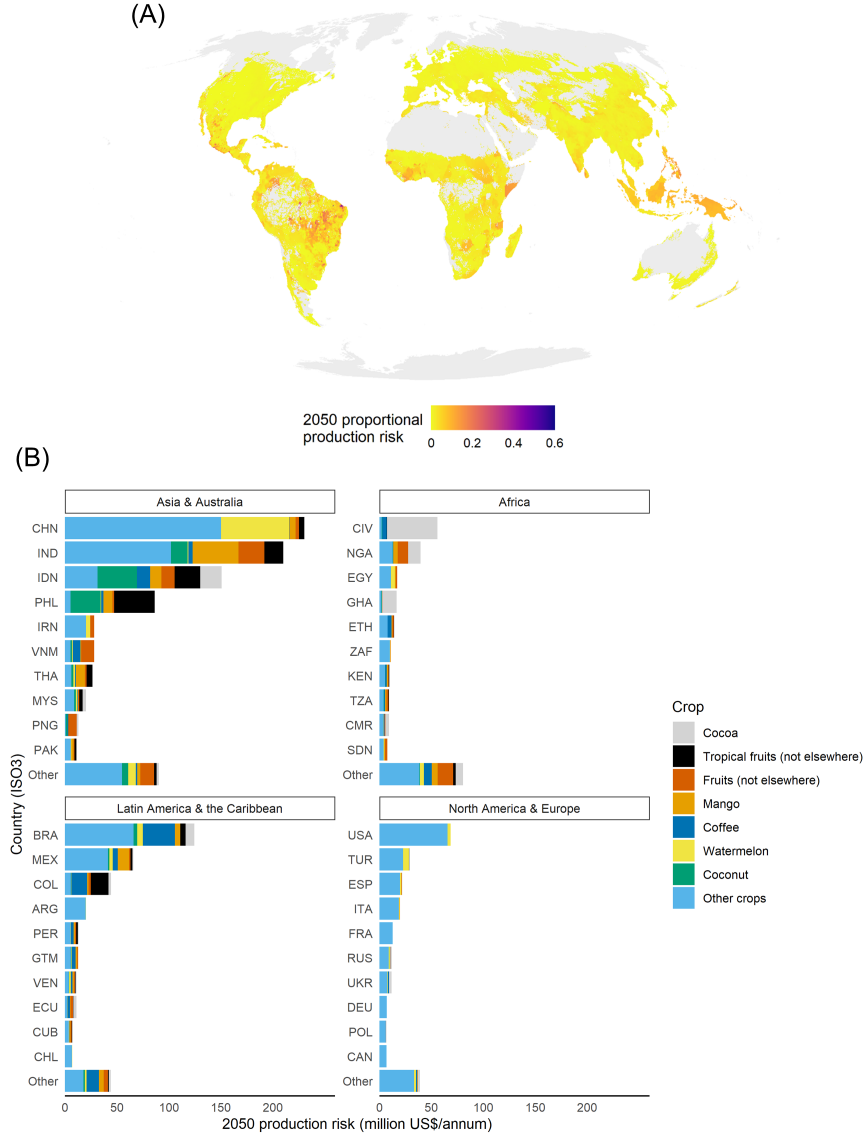 (A)
2050 proportional
production risk
0 0.2 0.4 0.6
(B)
Country (ISO3)
Asia & Australia
CHN
IND
IDN
PHL
IRN
VNM
THA
MYS
PNG
PAK
Other
Africa
CIV
NGA
EGY
GHA
ETH
ZAF
KEN
TZA
CMR
SDN
Other
Latin America & the Caribbean
BRA
MEX
COL
ARG
PER
GTM
VEN
ECU
CUB
CHL
Other
0 50 100 150 200
North America & Europe
USA
TUR
ESP
ITA
FRA
RUS
UKR
DEU
POL
CAN
Other
0 50 100 150 200
2050 production risk (million US$/annum)
Crop
Cocoa
Tropical fruits (not elsewhere)
Fruits (not elsewhere)
Mango
Coffee
Watermelon
Coconut
Other crops